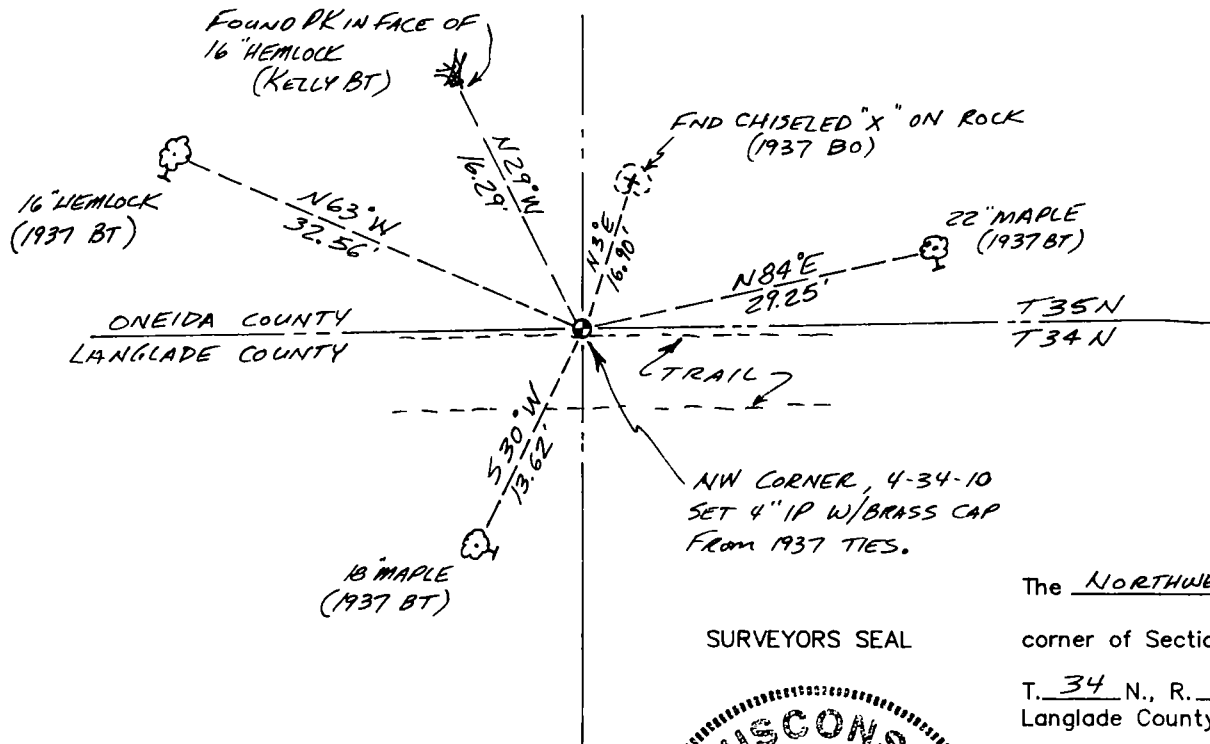 FOUND PK IN FACE OF
16" HEMLOCK
(KELLY BT)
FND CHISELED "X" ON ROCK
(1937 BO)
16" HEMLOCK
(1937 BT)
N63°W
32.56'
N29°W
16.29'
N3°E
16.90'
22" MAPLE
(1937 BT)
N84°E
29.25'
ONEIDA COUNTY
LANGLADE COUNTY
T35N
T34N
TRAIL
S30°W
13.62'
18" MAPLE
(1937 BT)
NW CORNER, 4-34-10
SET 4" IP W/BRASS CAP
FROM 1937 TIES.
The NORTHWE
SURVEYORS SEAL
corner of Sectio
T. 34 N., R.
Langlade County
WISCONS